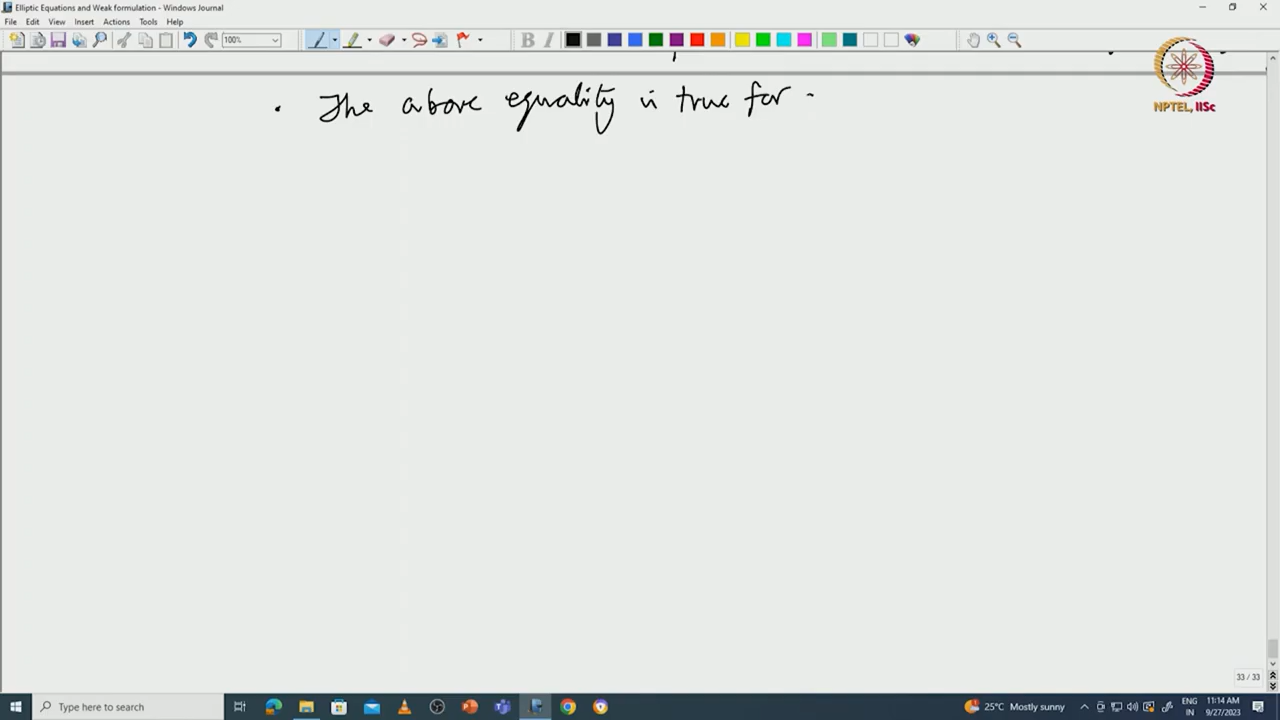 Elliptic Equations and Weak formulation - Windows Journal
File Edit View Insert Actions Tools Help
100%
NPTEL, IISc
. The above equality is true for
33 / 33
Type here to search
25°C Mostly sunny
ENG
IN
11:14 AM
9/27/2023